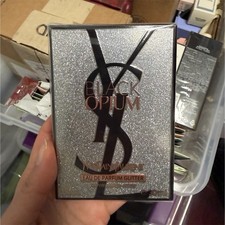 BLACK
OPIUM
YSL
YVES SAINT LAURENT
EAU DE PARFUM GLITTER